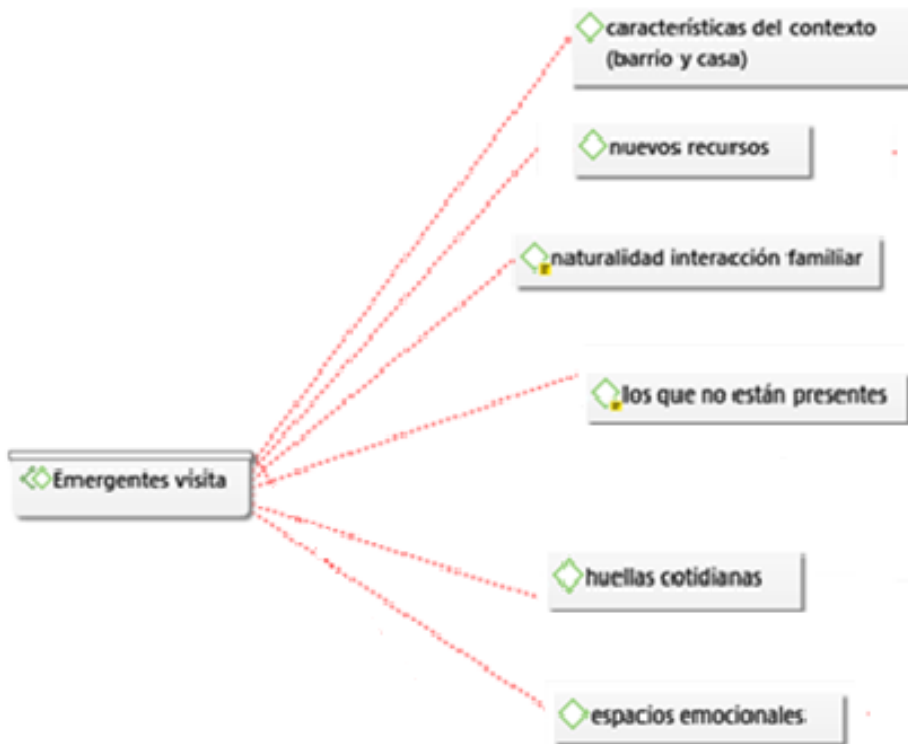 características del contexto
(barrio y casa)
nuevos recursos
naturalidad interacción familiar
los que no están presentes
Emergentes visita
huellas cotidianas
espacios emocionales